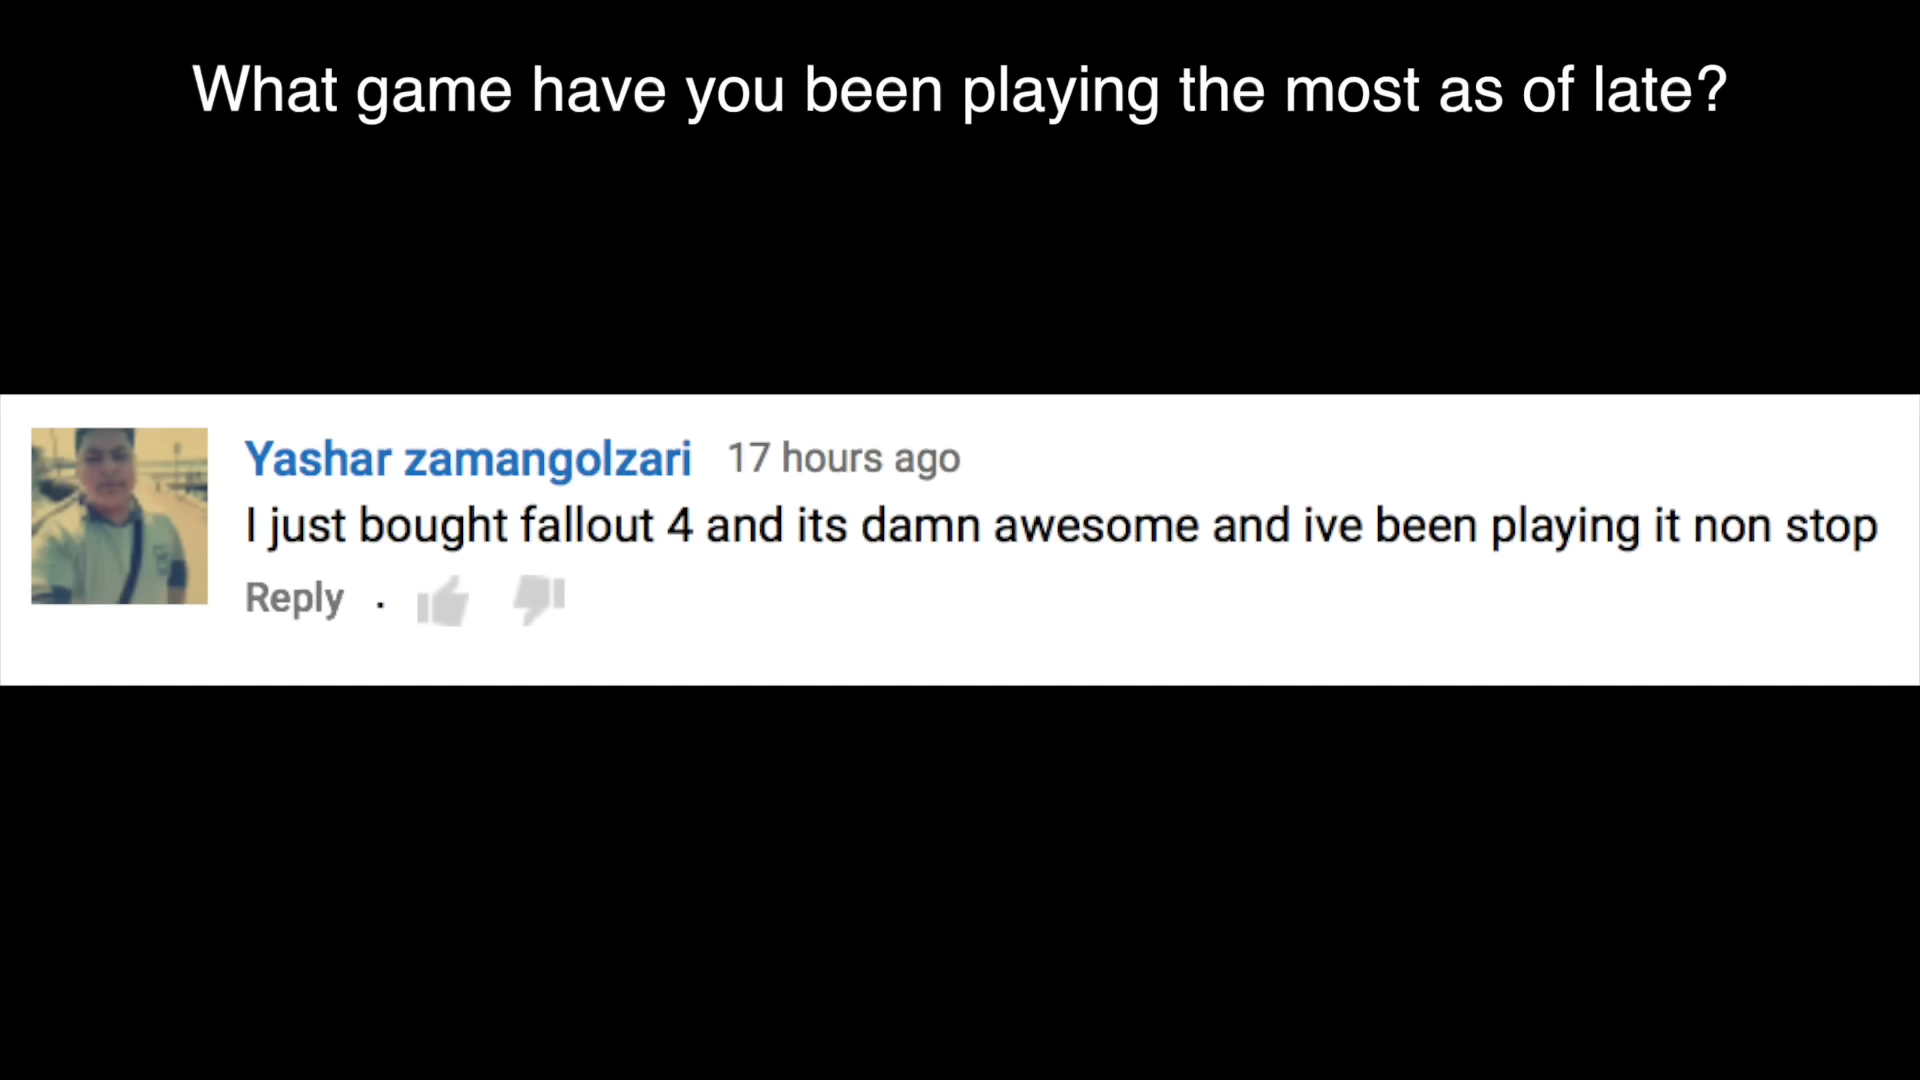 What game have you been playing the most as of late?
Yashar zamangolzari 17 hours ago
I just bought fallout 4 and its damn awesome and ive been playing it non stop
Reply .